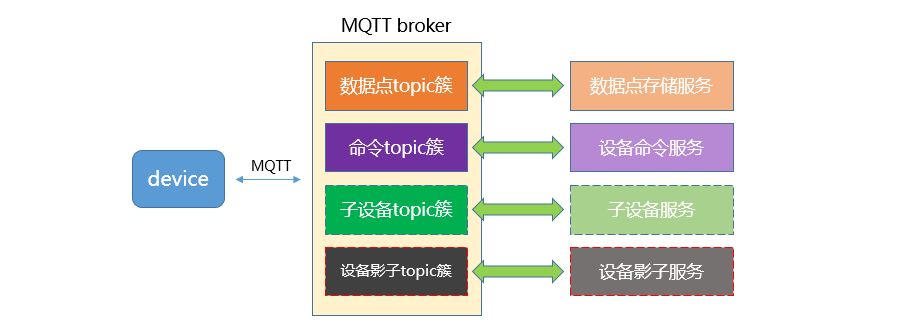 MQTT broker
数据点topic簇
数据点存储服务
命令topic簇
设备命令服务
device
MQTT
子设备topic簇
子设备服务
设备影子topic簇
设备影子服务